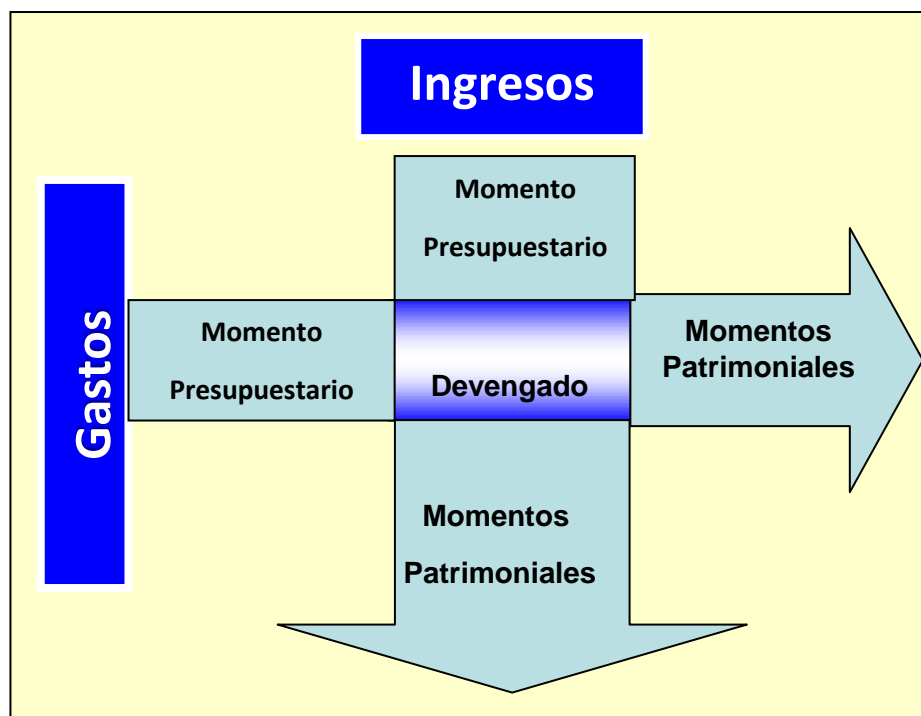 Ingresos
Momento
Presupuestario
Gastos
Momento
Presupuestario
Devengado
Momentos
Patrimoniales
Momentos
Patrimoniales